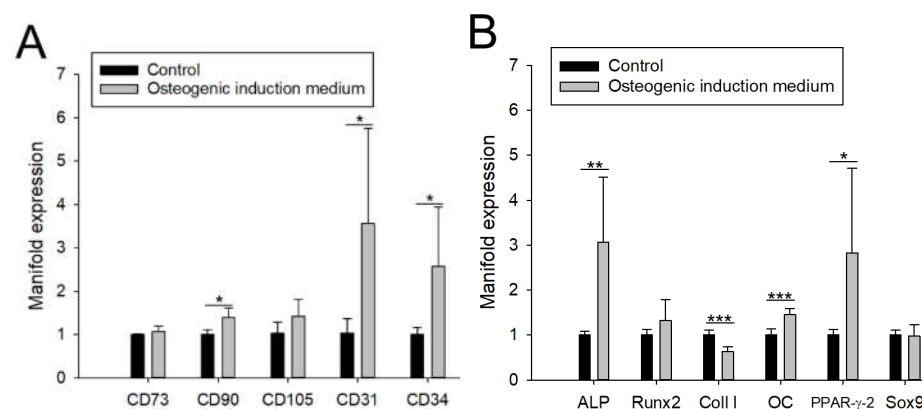 A
Control
Osteogenic induction medium
Manifold expression
7
6
5
4
3
2
1
0
*
*
*
CD73 CD90 CD105 CD31 CD34
B
Control
Osteogenic induction medium
Manifold expression
7
6
5
4
3
2
1
0
**
***
***
*
ALP Runx2 Coll I OC PPAR-γ-2 Sox9